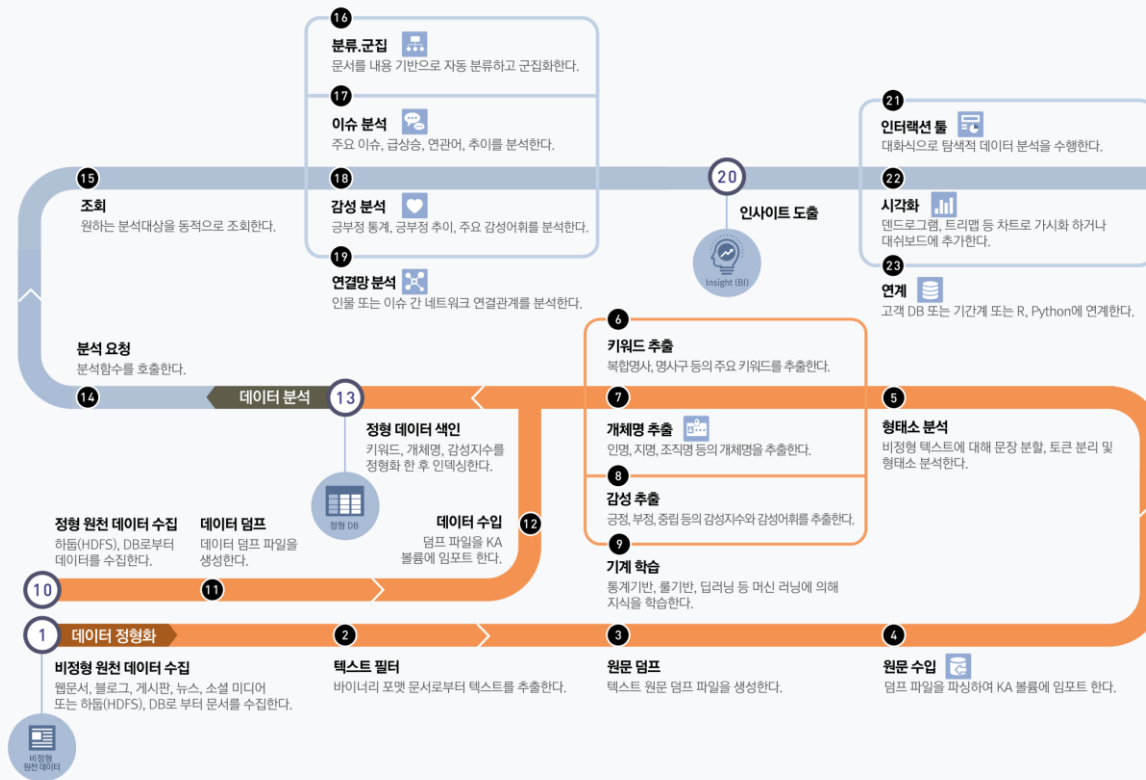 16
분류.군집
문서를 내용 기반으로 자동 분류하고 군집화한다.
17
이슈 분석
주요 이슈, 급상승, 연관어, 추이를 분석한다.
15
조회
원하는 분석대상을 동적으로 조회한다.
18
감성 분석
긍부정 통계, 긍부정 추이, 주요 감성어휘를 분석한다.
19
연결망 분석
인물 또는 이슈 간 네트워크 연결관계를 분석한다.
20
인사이트 도출
Insight (BI)
21
인터랙션 툴
대화식으로 탐색적 데이터 분석을 수행한다.
22
시각화
덴드로그램, 트리맵 등 차트로 가시화 하거나
대쉬보드에 추가한다.
23
연계
고객 DB 또는 기간계 또는 R, Python에 연계한다.
분석 요청
분석함수를 호출한다.
14
데이터 분석
13
정형 데이터 색인
키워드, 개체명, 감성지수를
정형화 한 후 인덱싱한다.
정형 DB
6
키워드 추출
복합명사, 명사구 등의 주요 키워드를 추출한다.
7
개체명 추출
인명, 지명, 조직명 등의 개체명을 추출한다.
8
감성 추출
긍정, 부정, 중립 등의 감성지수와 감성어휘를 추출한다.
9
기계 학습
통계기반, 룰기반, 딥러닝 등 머신 러닝에 의해
지식을 학습한다.
5
형태소 분석
비정형 텍스트에 대해 문장 분할, 토큰 분리 및
형태소 분석한다.
정형 원천 데이터 수집
하둡(HDFS), DB로부터
데이터를 수집한다.
10
데이터 덤프
데이터 덤프 파일을
생성한다.
11
데이터 수입
덤프 파일을 KA
볼륨에 임포트 한다.
12
1
데이터 정형화
비정형 원천 데이터 수집
웹문서, 블로그, 게시판, 뉴스, 소셜 미디어
또는 하둡(HDFS), DB로 부터 문서를 수집한다.
비정형
원천 데이터
2
텍스트 필터
바이너리 포맷 문서로부터 텍스트를 추출한다.
3
원문 덤프
텍스트 원문 덤프 파일을 생성한다.
4
원문 수입
덤프 파일을 파싱하여 KA 볼륨에 임포트 한다.